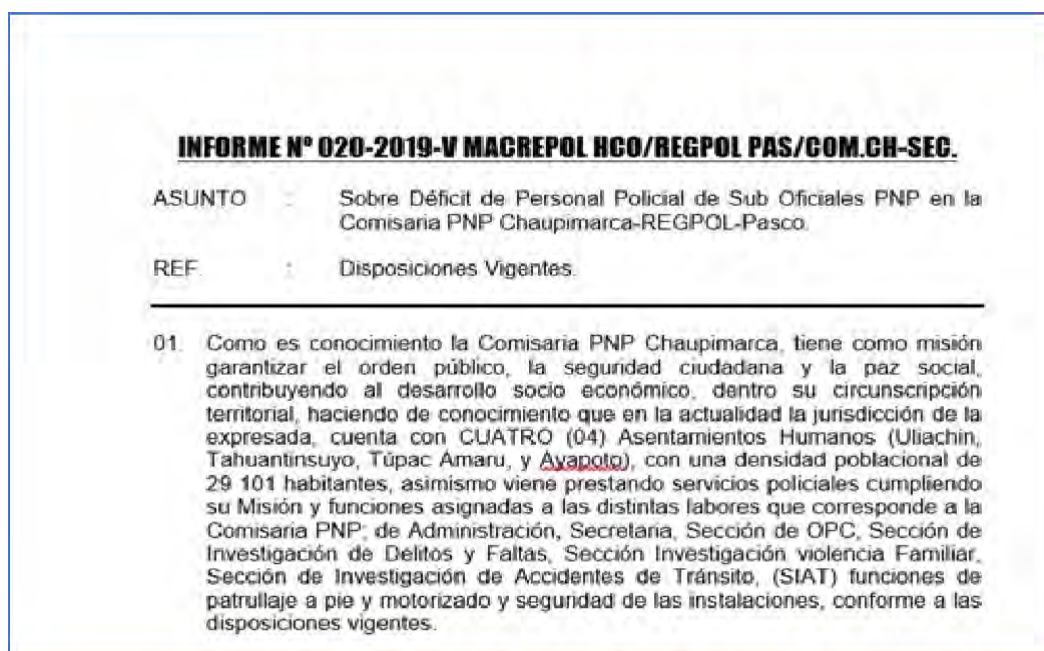 INFORME Nº 020-2019-V MACREPOL HCO/REGPOL PAS/COM.CH-SEC.
ASUNTO : Sobre Déficit de Personal Policial de Sub Oficiales PNP en la
Comisaria PNP Chaupimarca-REGPOL-Pasco.
REF : Disposiciones Vigentes.
01. Como es conocimiento la Comisaria PNP Chaupimarca, tiene como misión
garantizar el orden público, la seguridad ciudadana y la paz social,
contribuyendo al desarrollo socio económico, dentro su circunscripción
territorial, haciendo de conocimiento que en la actualidad la jurisdicción de la
expresada, cuenta con CUATRO (04) Asentamientos Humanos (Uliachin,
Tahuantinsuyo, Túpac Amaru, y Ayapoto), con una densidad poblacional de
29 101 habitantes, asimismo viene prestando servicios policiales cumpliendo
su Misión y funciones asignadas a las distintas labores que corresponde a la
Comisaria PNP; de Administración, Secretaria, Sección de OPC, Sección de
Investigación de Delitos y Faltas, Sección Investigación violencia Familiar,
Sección de Investigación de Accidentes de Tránsito, (SIAT) funciones de
patrullaje a pie y motorizado y seguridad de las instalaciones, conforme a las
disposiciones vigentes.